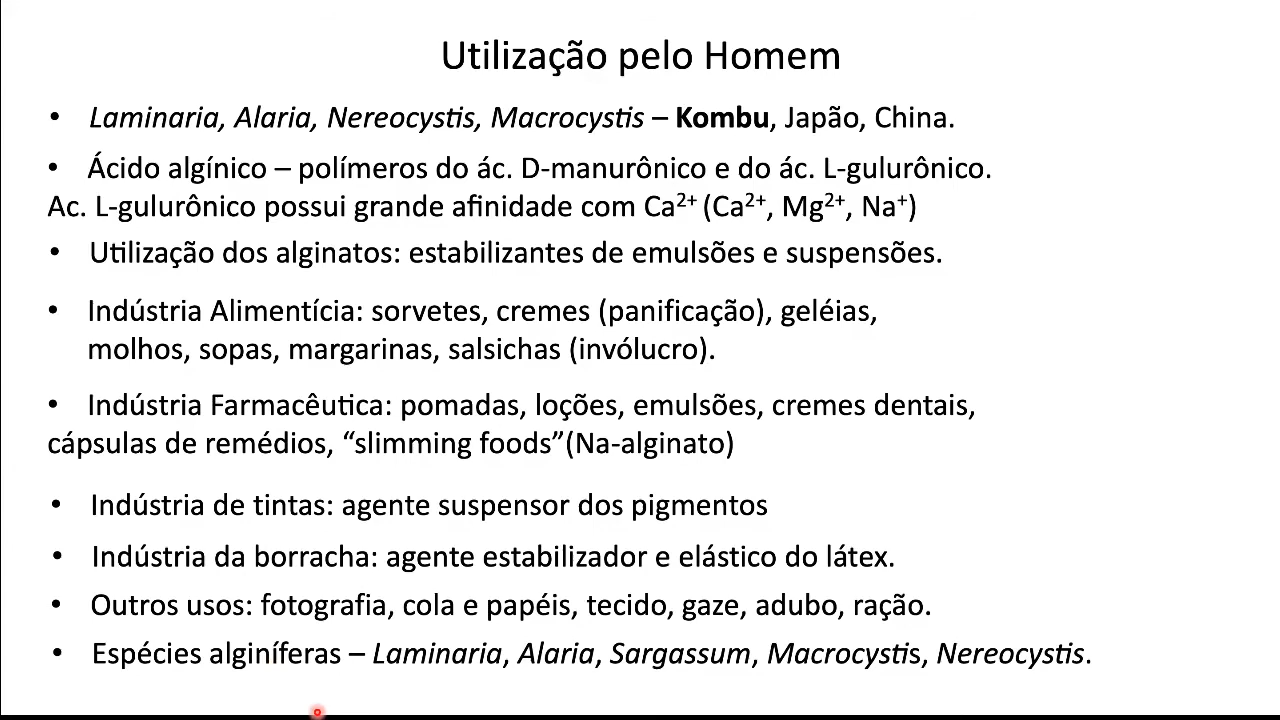 Utilização pelo Homem
• Laminaria, Alaria, Nereocystis, Macrocystis – Kombu, Japão, China.
• Ácido algínico – polímeros do ác. D-manurônico e do ác. L-gulurônico.
Ac. L-gulurônico possui grande afinidade com Ca²⁺ (Ca²⁺, Mg²⁺, Na⁺)
• Utilização dos alginatos: estabilizantes de emulsões e suspensões.
• Indústria Alimentícia: sorvetes, cremes (panificação), geléias,
molhos, sopas, margarinas, salsichas (invólucro).
• Indústria Farmacêutica: pomadas, loções, emulsões, cremes dentais,
cápsulas de remédios, “slimming foods”(Na-alginato)
• Indústria de tintas: agente suspensor dos pigmentos
• Indústria da borracha: agente estabilizador e elástico do látex.
• Outros usos: fotografia, cola e papéis, tecido, gaze, adubo, ração.
• Espécies alginíferas – Laminaria, Alaria, Sargassum, Macrocystis, Nereocystis.